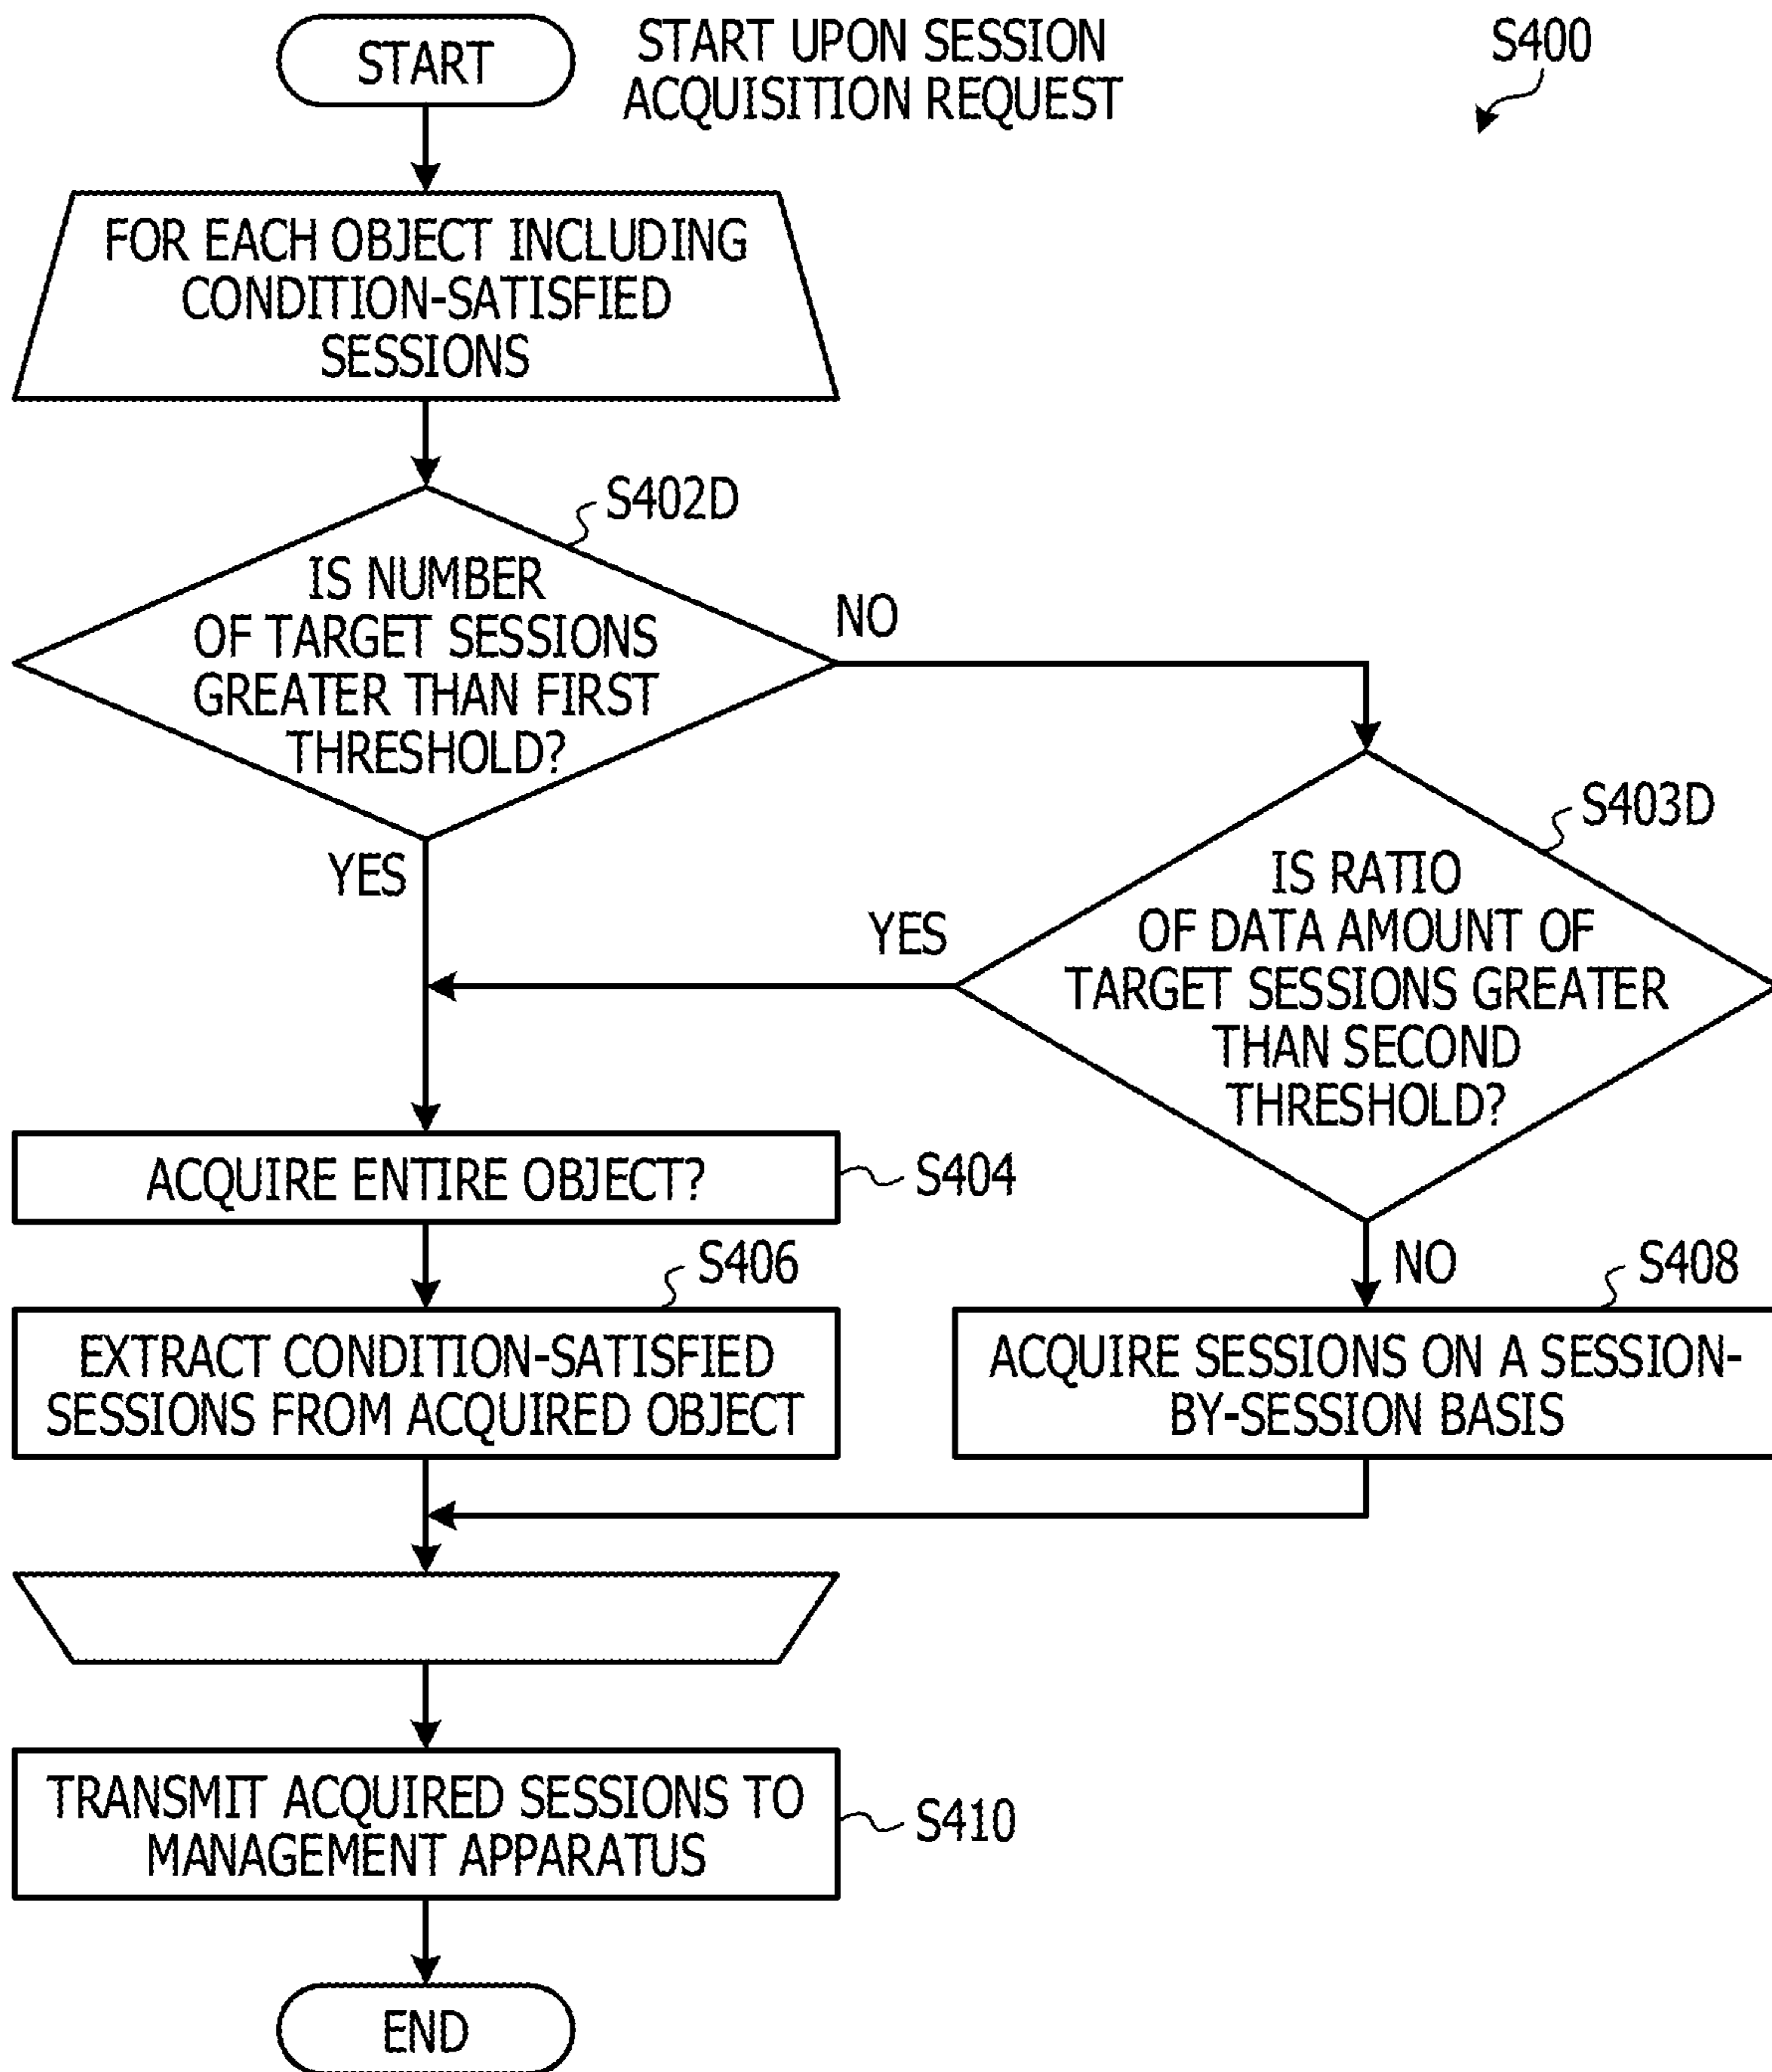 START
START UPON SESSION
ACQUISITION REQUEST
S400
FOR EACH OBJECT INCLUDING
CONDITION-SATISFIED
SESSIONS
S402D
IS NUMBER
OF TARGET SESSIONS
GREATER THAN FIRST
THRESHOLD?
NO
YES
S403D
IS RATIO
OF DATA AMOUNT OF
TARGET SESSIONS GREATER
THAN SECOND
THRESHOLD?
YES
NO
ACQUIRE ENTIRE OBJECT?
S404
S406
EXTRACT CONDITION-SATISFIED
SESSIONS FROM ACQUIRED OBJECT
S408
ACQUIRE SESSIONS ON A SESSION-
BY-SESSION BASIS
TRANSMIT ACQUIRED SESSIONS TO
MANAGEMENT APPARATUS
S410
END